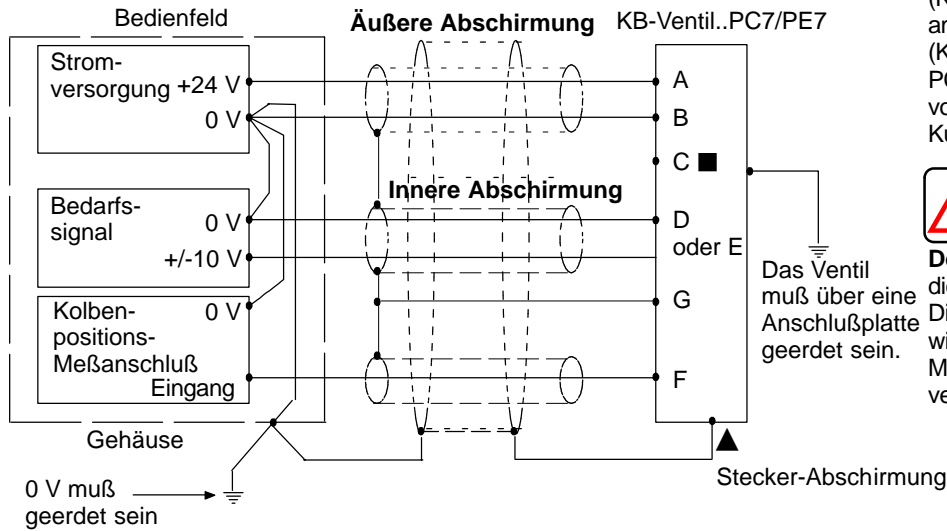 Bedienfeld
Äußere Abschirmung
KB-Ventil..PC7/PE7
Strom-
versorgung +24 V
0 V
A
B
C ■
Innere Abschirmung
Bedarfs-
signal
0 V
+/-10 V
D
oder E
Kolben-
positions-
Meßanschluß
0 V
Eingang
G
F
Das Ventil
muß über eine
Anschlußplatte
geerdet sein.
Gehäuse
▲
Stecker-Abschirmung
0 V muß
geerdet sein